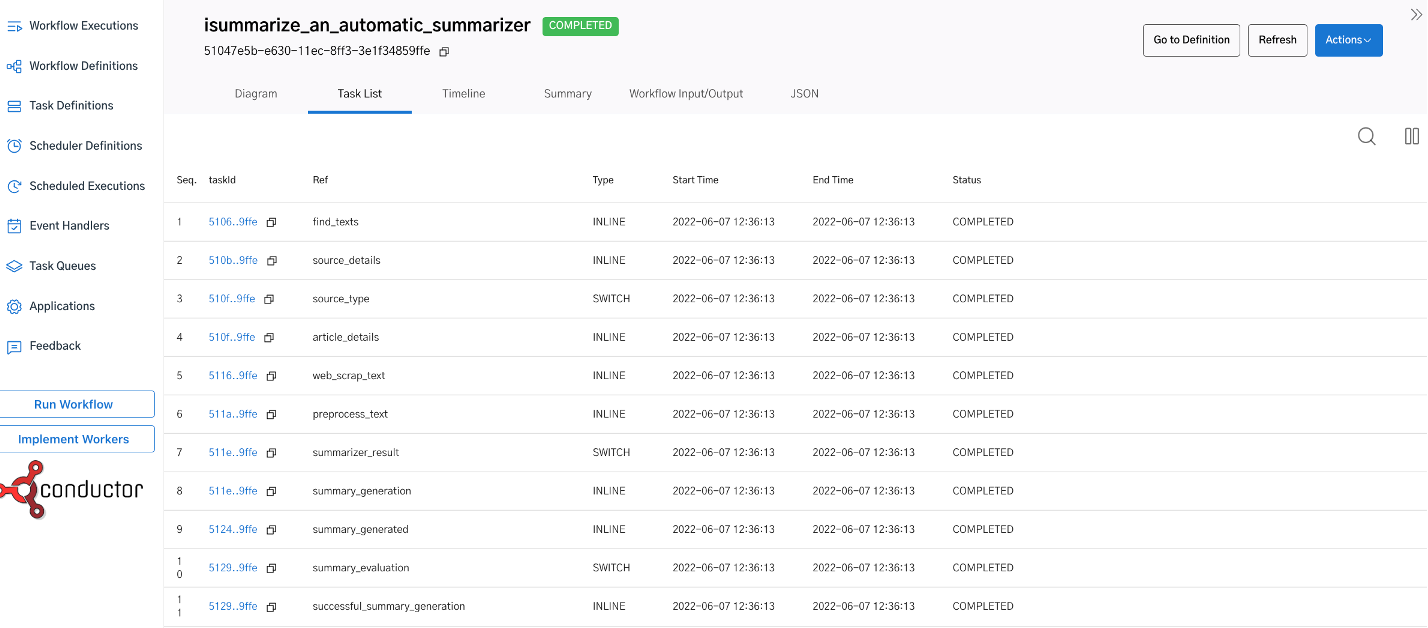 Workflow Executions
Workflow Definitions
Task Definitions
Scheduler Definitions
Scheduled Executions
Event Handlers
Task Queues
Applications
Feedback
Run Workflow
Implement Workers
conductor
isummarize_an_automatic_summarizer COMPLETED
51047e5b-e630-11ec-8ff3-3e1f34859ffe
Go to Definition Refresh Actions
Diagram Task List Timeline Summary Workflow Input/Output JSON
Seq. taskId Ref Type Start Time End Time Status
1 5106..9ffe find_texts INLINE 2022-06-07 12:36:13 2022-06-07 12:36:13 COMPLETED
2 510b..9ffe source_details INLINE 2022-06-07 12:36:13 2022-06-07 12:36:13 COMPLETED
3 510f..9ffe source_type SWITCH 2022-06-07 12:36:13 2022-06-07 12:36:13 COMPLETED
4 510f..9ffe article_details INLINE 2022-06-07 12:36:13 2022-06-07 12:36:13 COMPLETED
5 5116..9ffe web_scrap_text INLINE 2022-06-07 12:36:13 2022-06-07 12:36:13 COMPLETED
6 511a..9ffe preprocess_text INLINE 2022-06-07 12:36:13 2022-06-07 12:36:13 COMPLETED
7 511e..9ffe summarizer_result SWITCH 2022-06-07 12:36:13 2022-06-07 12:36:13 COMPLETED
8 511e..9ffe summary_generation INLINE 2022-06-07 12:36:13 2022-06-07 12:36:13 COMPLETED
9 5124..9ffe summary_generated INLINE 2022-06-07 12:36:13 2022-06-07 12:36:13 COMPLETED
10 5129..9ffe summary_evaluation SWITCH 2022-06-07 12:36:13 2022-06-07 12:36:13 COMPLETED
11 5129..9ffe successful_summary_generation INLINE 2022-06-07 12:36:13 2022-06-07 12:36:13 COMPLETED